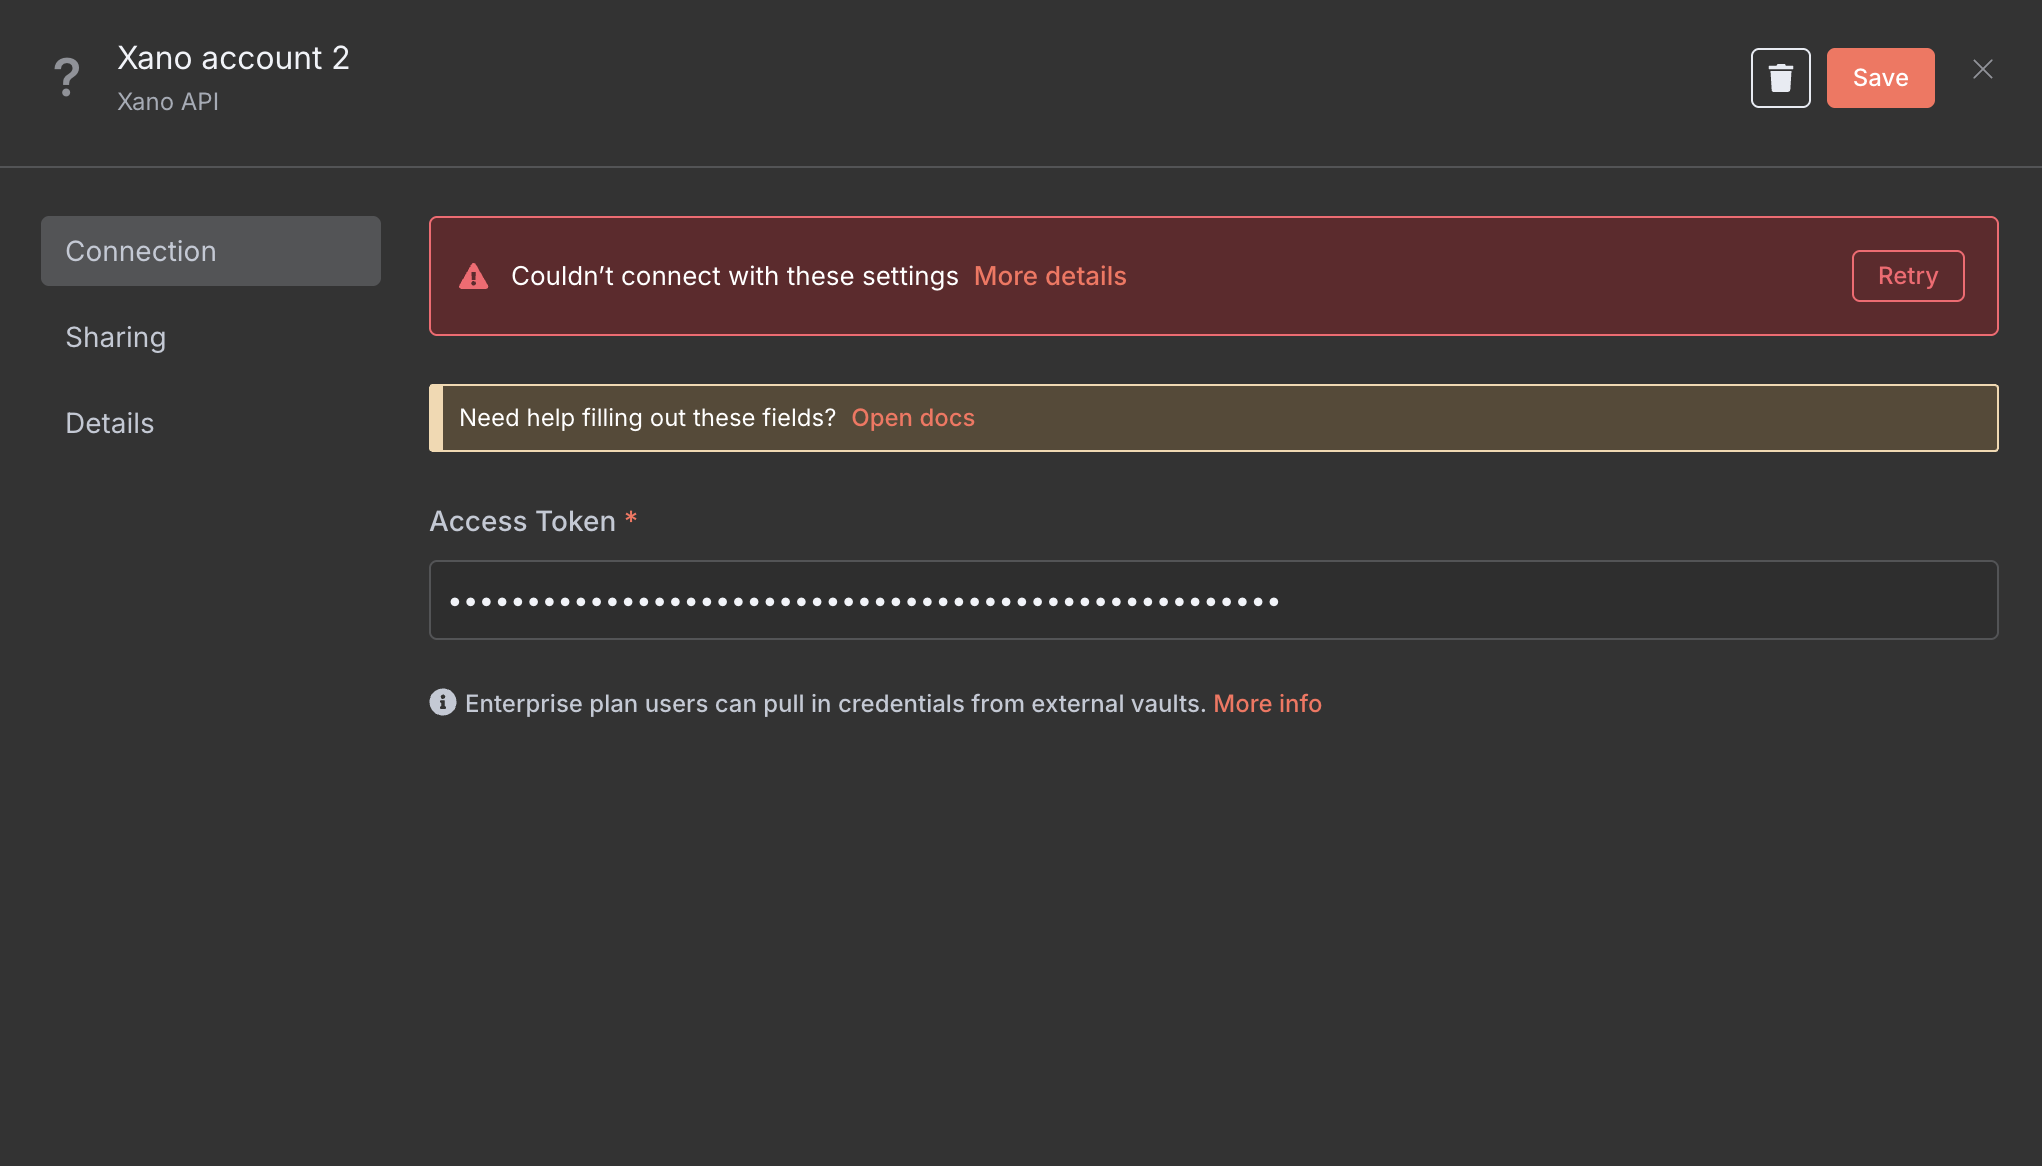 Xano account 2
Xano API
Save
Connection
Sharing
Details
Couldn’t connect with these settings More details
Retry
Need help filling out these fields? Open docs
Access Token *
Enterprise plan users can pull in credentials from external vaults. More info